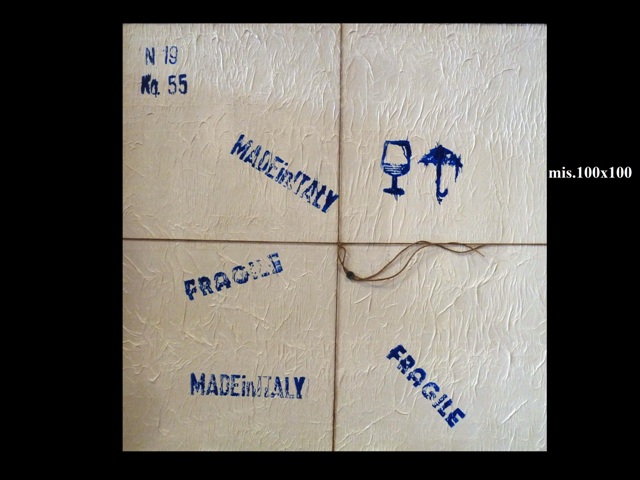 N 19
Kg. 55
MADEinITALY
mis.100x100
FRAGILE
MADEinITALY
FRAGILE